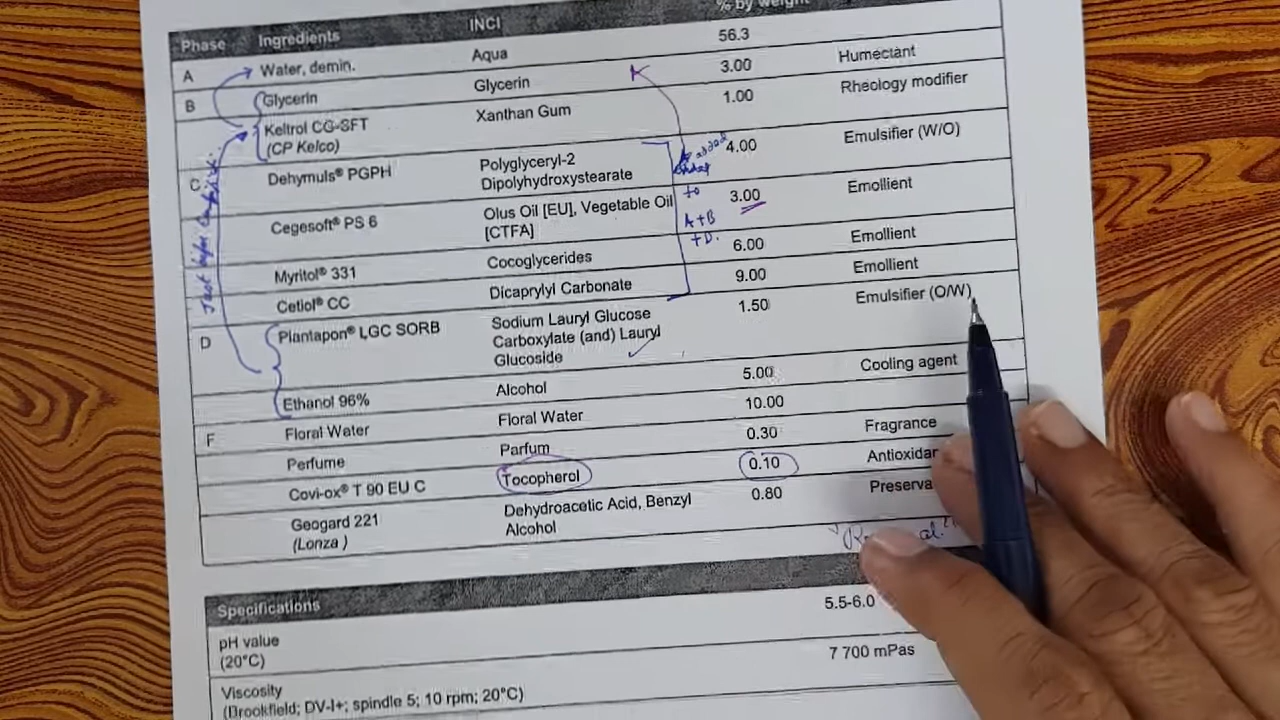 Phase Ingredients INCI % by weight
A Water, demin. Aqua 56.3
B Glycerin Glycerin 3.00 Humectant
Keltrol CG-SFT Xanthan Gum 1.00 Rheology modifier
(CP Kelco)
C Dehymuls® PGPH Polyglyceryl-2 4.00 Emulsifier (W/O)
Dipolyhydroxystearate
Cegesoft® PS 6 Olus Oil [EU], Vegetable Oil 3.00 Emollient
[CTFA]
Myritol® 331 Cocoglycerides 6.00 Emollient
Cetiol® CC Dicaprylyl Carbonate 9.00 Emollient
D Plantapon® LGC SORB Sodium Lauryl Glucose 1.50 Emulsifier (O/W)
Carboxylate (and) Lauryl
Glucoside
Ethanol 96% Alcohol 5.00 Cooling agent
F Floral Water Floral Water 10.00
Perfume Parfum 0.30 Fragrance
Covi-ox® T 90 EU C Tocopherol 0.10 Antioxidan
Geogard 221 Dehydroacetic Acid, Benzyl 0.80 Preserva
(Lonza ) Alcohol
added
to
A+B
+D.
Just
Specifications
pH value 5.5-6.0
(20°C)
Viscosity 7 700 mPas
(Brookfield; DV-I+; spindle 5; 10 rpm; 20°C)